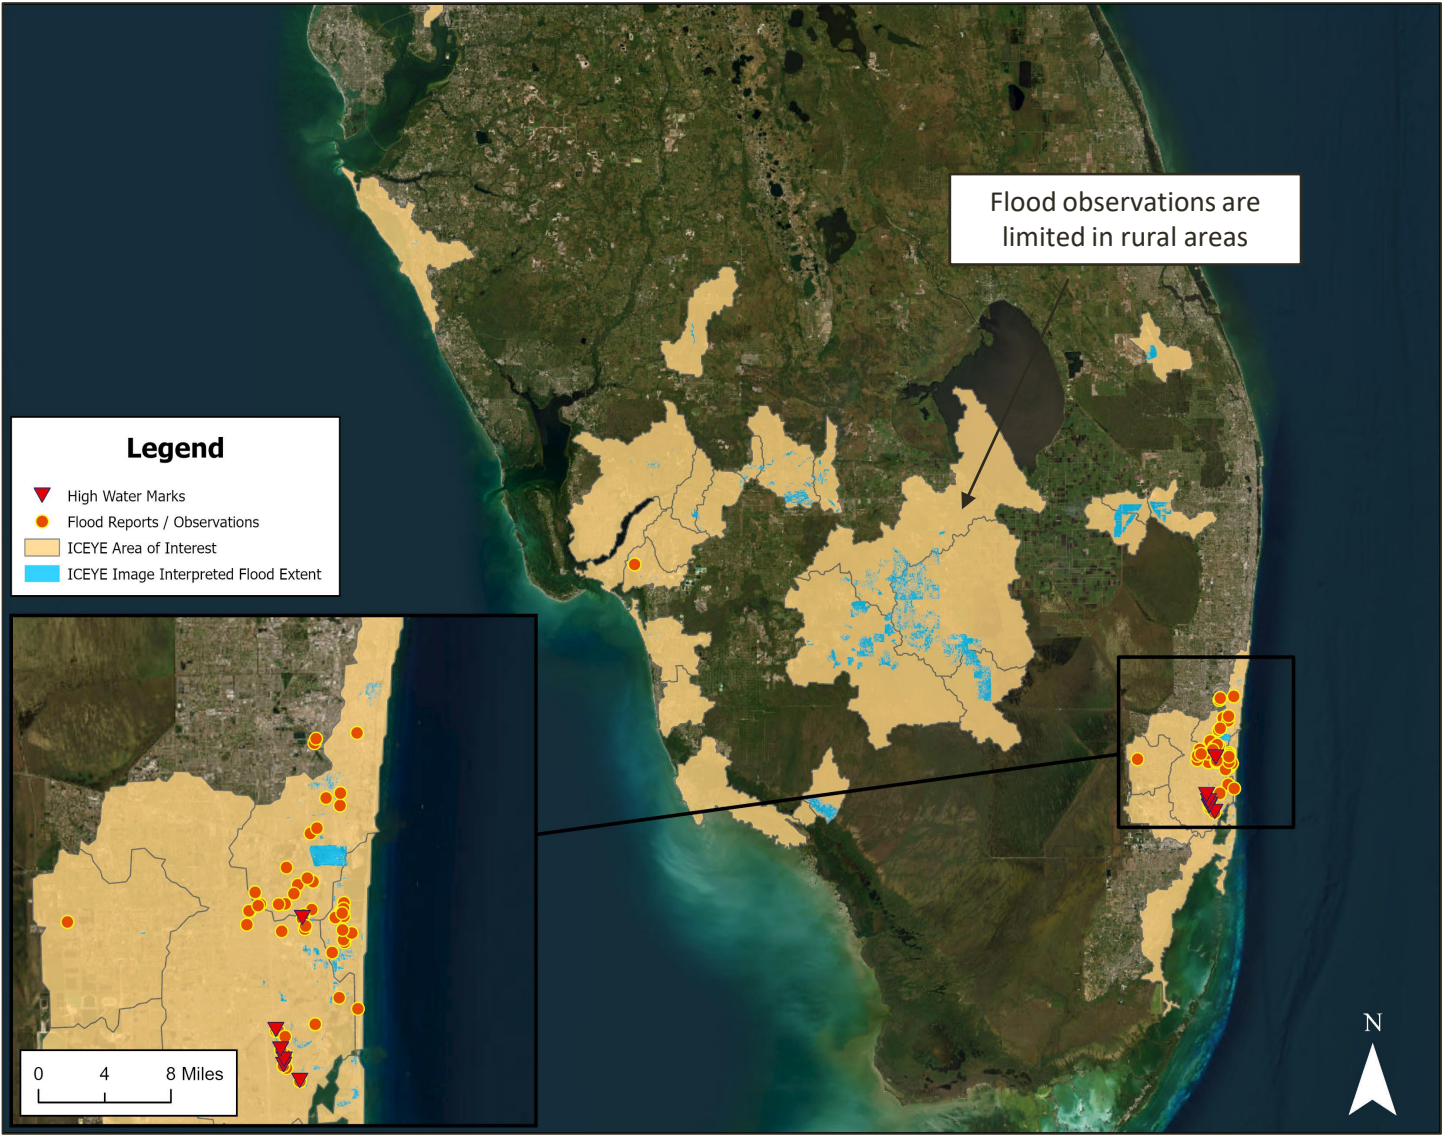 Flood observations are
limited in rural areas
Legend
High Water Marks
Flood Reports / Observations
ICEYE Area of Interest
ICEYE Image Interpreted Flood Extent
0 4 8 Miles
N